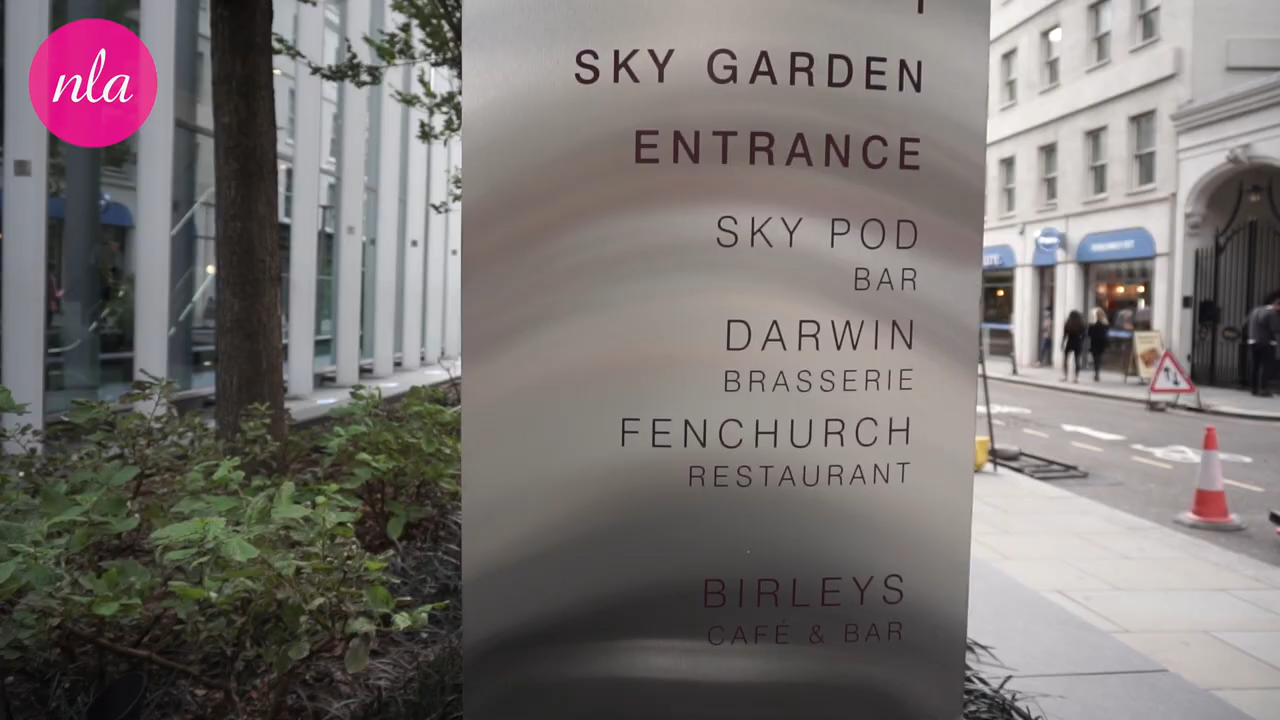 nla
SKY GARDEN
ENTRANCE
SKY POD
BAR
DARWIN
BRASSERIE
FENCHURCH
RESTAURANT
BIRLEYS
CAFÉ & BAR